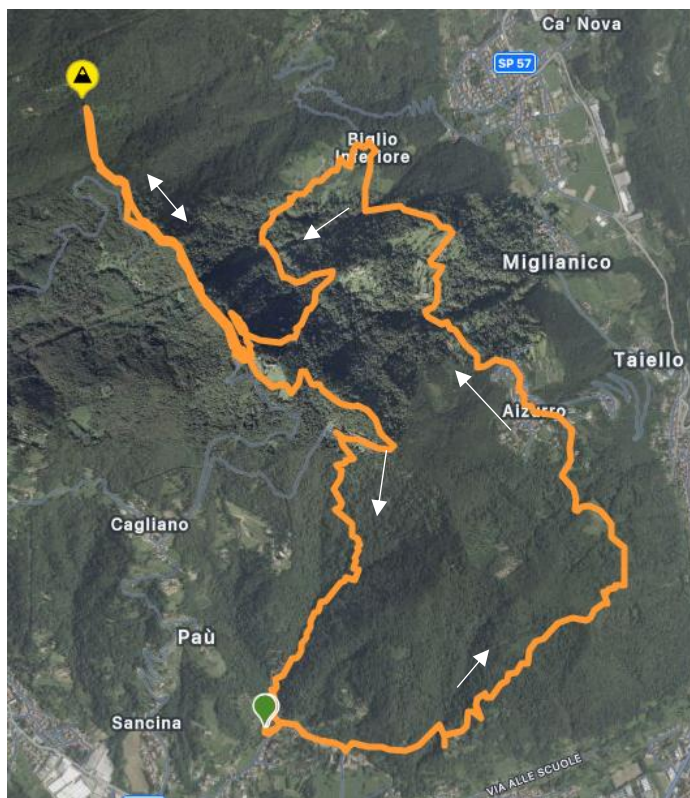 Ca' Nova
SP 57
Biglio
Inferiore
Miglianico
Taiello
Aizurro
Cagliano
Paù
Sancina
VIA ALLE SCUOLE